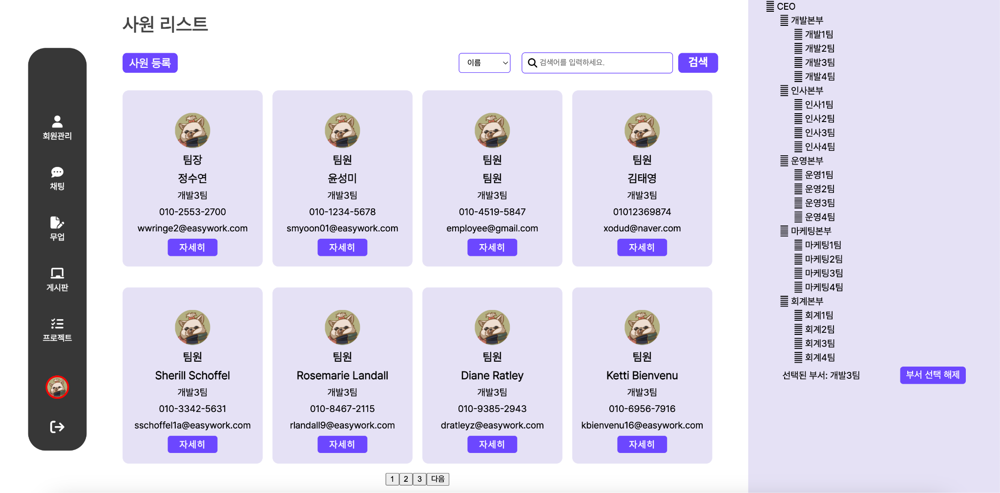 사원 리스트
사원 등록
이름
검색어를 입력하세요.
검색
회원관리
채팅
무업
게시판
프로젝트
팀장
정수연
개발3팀
010-2553-2700
wwringe2@easywork.com
자세히
팀원
윤성미
개발3팀
010-1234-5678
smyoon01@easywork.com
자세히
팀원
팀원
개발3팀
010-4519-5847
employee@gmail.com
자세히
팀원
김태영
개발3팀
01012369874
xodud@naver.com
자세히
팀원
Sherill Schoffel
개발3팀
010-3342-5631
sschoffel1a@easywork.com
자세히
팀원
Rosemarie Landall
개발3팀
010-8467-2115
rlandall9@easywork.com
자세히
팀원
Diane Ratley
개발3팀
010-9385-2943
dratleyz@easywork.com
자세히
팀원
Ketti Bienvenu
개발3팀
010-6956-7916
kbienvenu16@easywork.com
자세히
1 2 3 다음
CEO
개발본부
개발1팀
개발2팀
개발3팀
개발4팀
인사본부
인사1팀
인사2팀
인사3팀
인사4팀
운영본부
운영1팀
운영2팀
운영3팀
운영4팀
마케팅본부
마케팅1팀
마케팅2팀
마케팅3팀
마케팅4팀
회계본부
회계1팀
회계2팀
회계3팀
회계4팀
선택된 부서: 개발3팀
부서 선택 해제